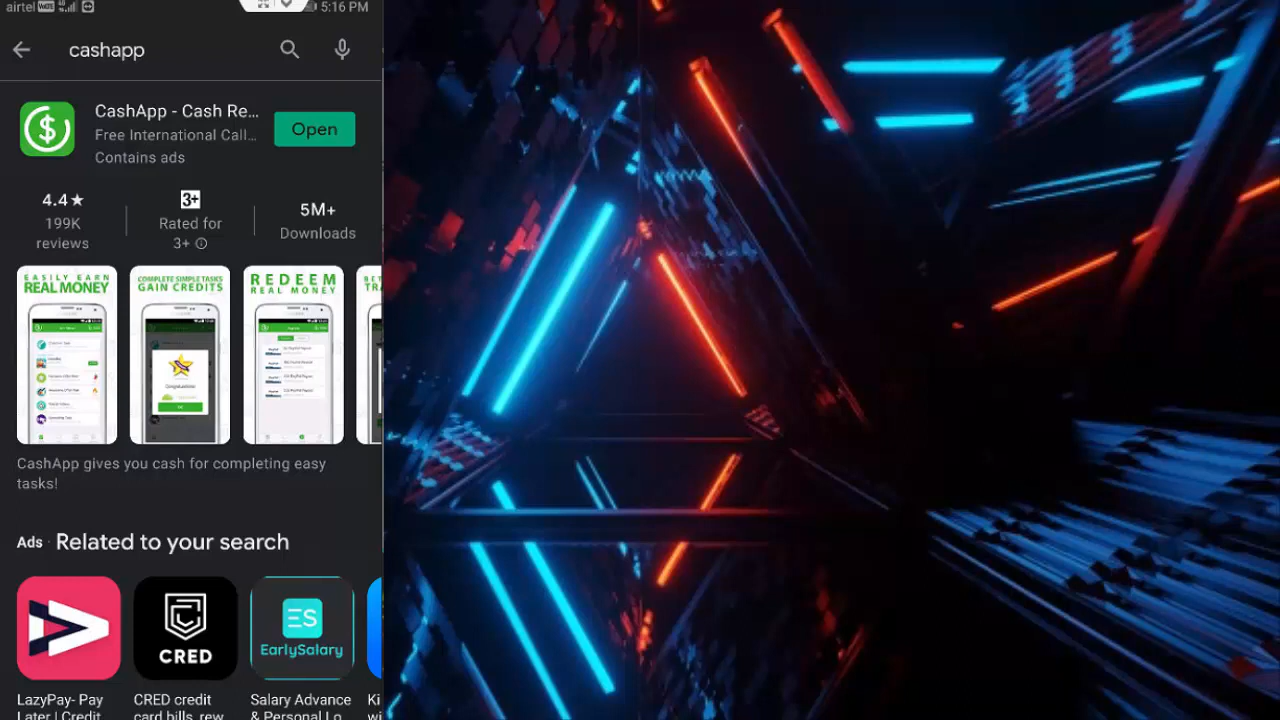 airtel 5:16 PM
cashapp
CashApp - Cash Re...
Free International Call...
Contains ads
Open
4.4★
199K
reviews
3+
Rated for
3+
5M+
Downloads
EASILY EARN
REAL MONEY
COMPLETE SIMPLE TASKS
GAIN CREDITS
REDEEM
REAL MONEY
CashApp gives you cash for completing easy
tasks!
Ads · Related to your search
CRED
ES
EarlySalary
LazyPay- Pay
Later | Credit
CRED credit
card bills, rew
Salary Advance
& Personal Lo